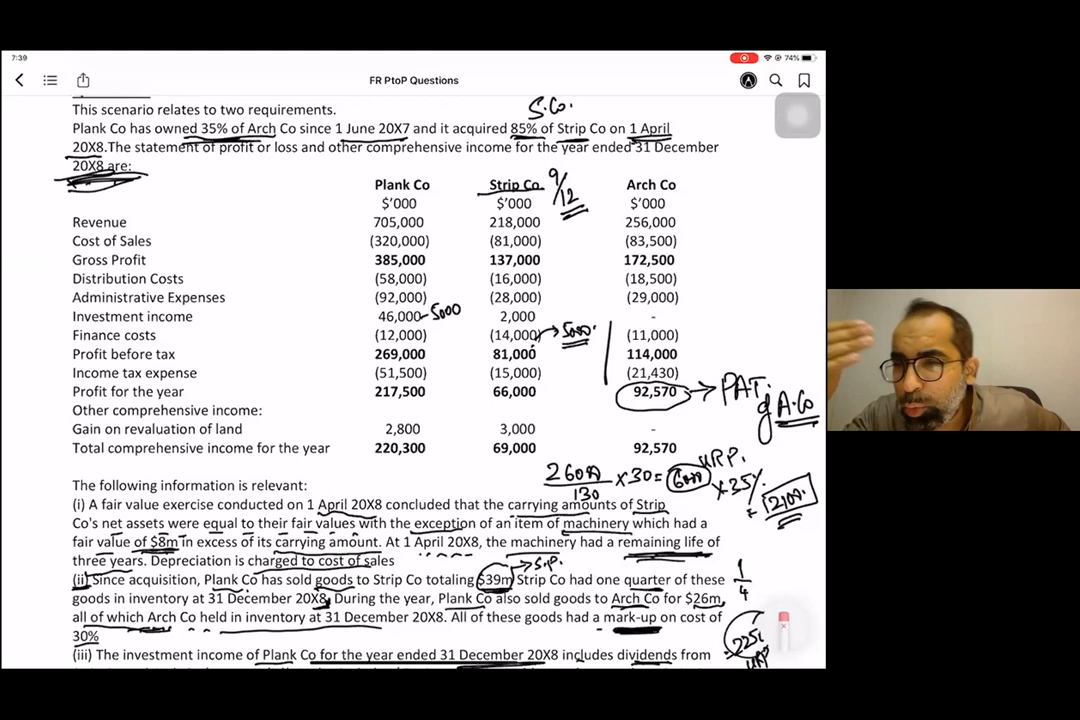 7:39
74%
FR PtoP Questions
This scenario relates to two requirements.
S.Co.
Plank Co has owned 35% of Arch Co since 1 June 20X7 and it acquired 85% of Strip Co on 1 April
20X8.The statement of profit or loss and other comprehensive income for the year ended 31 December
20X8 are:
9/12
Plank Co Strip Co Arch Co
$'000 $'000 $'000
Revenue 705,000 218,000 256,000
Cost of Sales (320,000) (81,000) (83,500)
Gross Profit 385,000 137,000 172,500
Distribution Costs (58,000) (16,000) (18,500)
Administrative Expenses (92,000) (28,000) (29,000)
Investment income 46,000 - 5000 2,000 -
Finance costs (12,000) (14,000) 5000. (11,000)
Profit before tax 269,000 81,000 114,000
Income tax expense (51,500) (15,000) (21,430)
Profit for the year 217,500 66,000 92,570 PAT of A.Co
Other comprehensive income:
Gain on revaluation of land 2,800 3,000 -
Total comprehensive income for the year 220,300 69,000 92,570
26000/130 x30= 6000 URP.
x35%
= 2100.
The following information is relevant:
(i) A fair value exercise conducted on 1 April 20X8 concluded that the carrying amounts of Strip
Co's net assets were equal to their fair values with the exception of an item of machinery which had a
fair value of $8m in excess of its carrying amount. At 1 April 20X8, the machinery had a remaining life of
three years. Depreciation is charged to cost of sales
S.P.
(ii) Since acquisition, Plank Co has sold goods to Strip Co totaling $39m Strip Co had one quarter of these
1/4
goods in inventory at 31 December 20X8. During the year, Plank Co also sold goods to Arch Co for $26m,
all of which Arch Co held in inventory at 31 December 20X8. All of these goods had a mark-up on cost of
30%
URP
(iii) The investment income of Plank Co for the year ended 31 December 20X8 includes dividends from